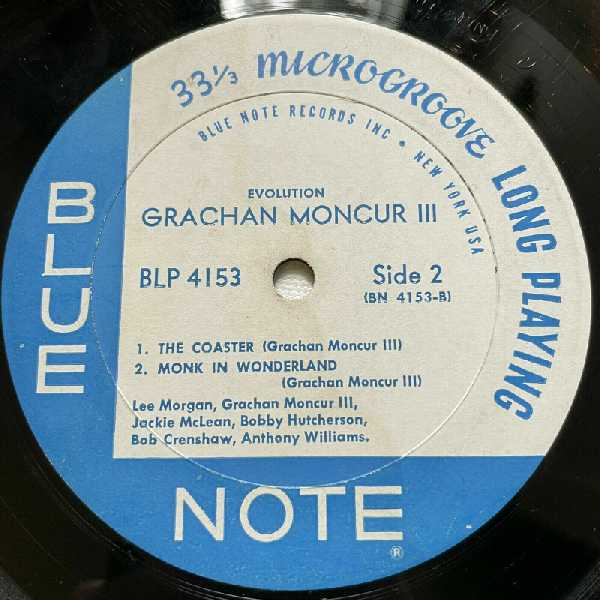 33⅓ MICROGROOVE LONG PLAYING
BLUE NOTE RECORDS INC • NEW YORK USA
EVOLUTION
GRACHAN MONCUR III
BLP 4153
Side 2
(BN 4153-B)
1. THE COASTER (Grachan Moncur III)
2. MONK IN WONDERLAND
(Grachan Moncur III)
Lee Morgan, Grachan Moncur III,
Jackie McLean, Bobby Hutcherson,
Bob Crenshaw, Anthony Williams.
BLUE
NOTE®